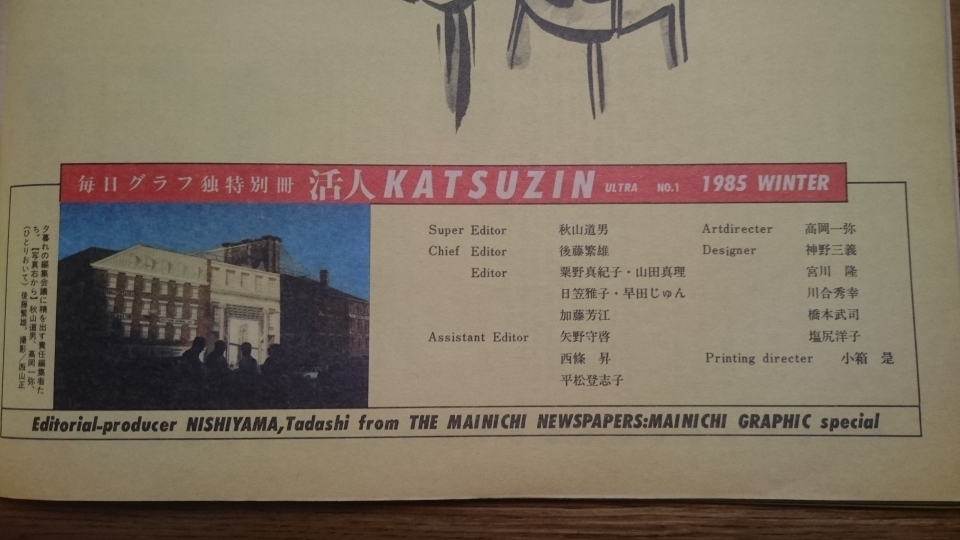 毎日グラフ独特別冊 活人KATSUZIN ULTRA NO.1 1985 WINTER
夕暮れの編集会議に精を出す責任編集者た
ち。【写真右から】秋山道男、高岡一弥、
(ひとりおいて) 後藤繁雄。撮影／西山正
Super Editor 秋山道男
Chief Editor 後藤繁雄
Editor 栗野真紀子・山田真理
日笠雅子・早田じゅん
加藤芳江
Assistant Editor 矢野守啓
西條 昇
平松登志子
Artdirecter 高岡一弥
Designer 神野三義
宮川 隆
川合秀幸
橋本武司
塩尻洋子
Printing directer 小箱 是
Editorial-producer NISHIYAMA,Tadashi from THE MAINICHI NEWSPAPERS:MAINICHI GRAPHIC special